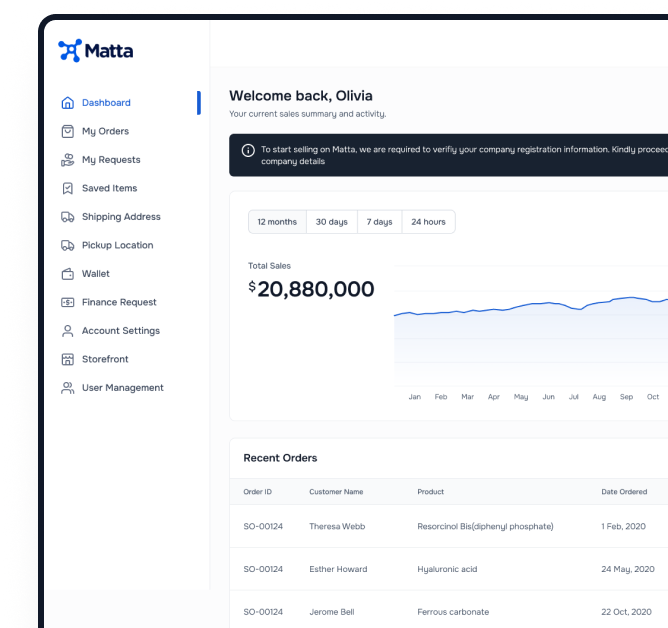 Matta
Dashboard
My Orders
My Requests
Saved Items
Shipping Address
Pickup Location
Wallet
Finance Request
Account Settings
Storefront
User Management
Welcome back, Olivia
Your current sales summary and activity.
To start selling on Matta, we are required to verifiy your company registration information. Kindly proceed
company details
12 months 30 days 7 days 24 hours
Total Sales
$20,880,000
Jan Feb Mar Apr May Jun Jul Aug Sep Oct
Recent Orders
Order ID Customer Name Product Date Ordered
SO-00124 Theresa Webb Resorcinol Bis(diphenyl phosphate) 1 Feb, 2020
SO-00124 Esther Howard Hyaluronic acid 24 May, 2020
SO-00124 Jerome Bell Ferrous carbonate 22 Oct, 2020